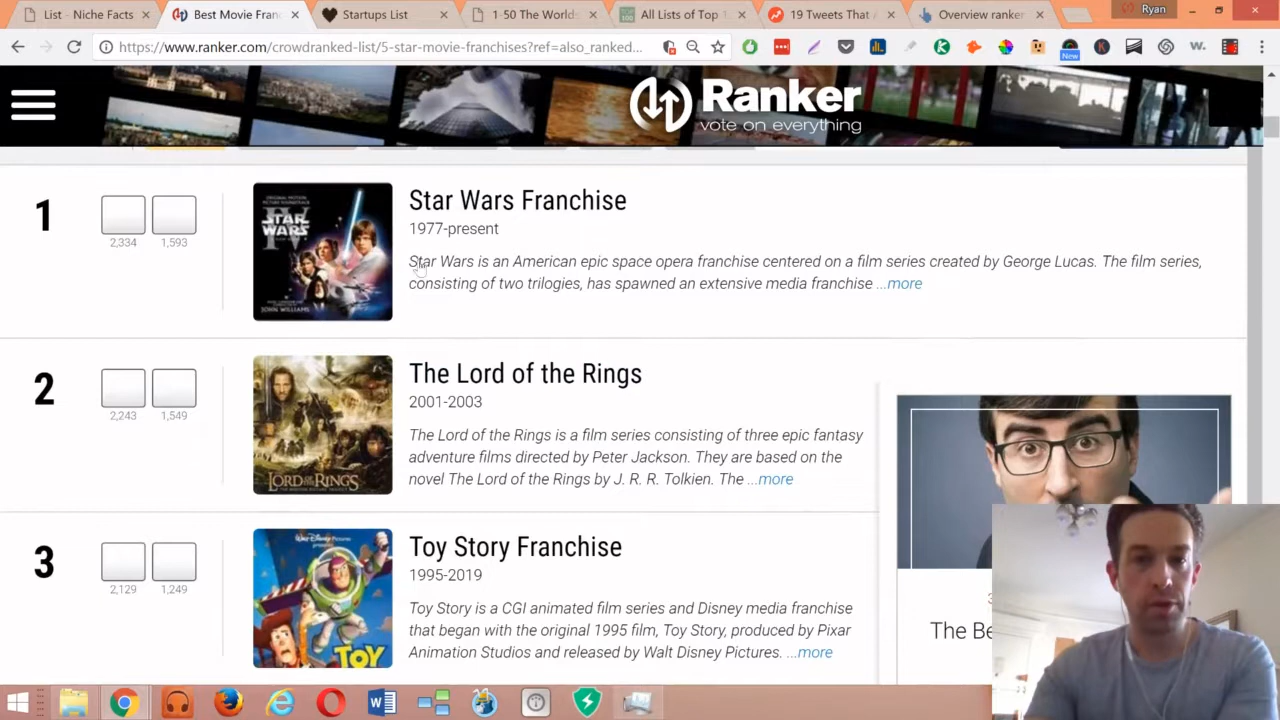 List - Niche Facts
Best Movie Fran
Startups List
1-50 The Worlds
All Lists of Top 1
19 Tweets That A
Overview ranker
Ryan
https://www.ranker.com/crowdranked-list/5-star-movie-franchises?ref=also_ranked...
New
Ranker
vote on everything
1
2,334
1,593
STAR WARS
IV
JOHN WILLIAMS
Star Wars Franchise
1977-present
Star Wars is an American epic space opera franchise centered on a film series created by George Lucas. The film series,
consisting of two trilogies, has spawned an extensive media franchise ...more
2
2,243
1,549
LORD OF THE RINGS
The Lord of the Rings
2001-2003
The Lord of the Rings is a film series consisting of three epic fantasy
adventure films directed by Peter Jackson. They are based on the
novel The Lord of the Rings by J. R. R. Tolkien. The ...more
3
2,129
1,249
TOY
Toy Story Franchise
1995-2019
Toy Story is a CGI animated film series and Disney media franchise
that began with the original 1995 film, Toy Story, produced by Pixar
Animation Studios and released by Walt Disney Pictures. ...more
The Be